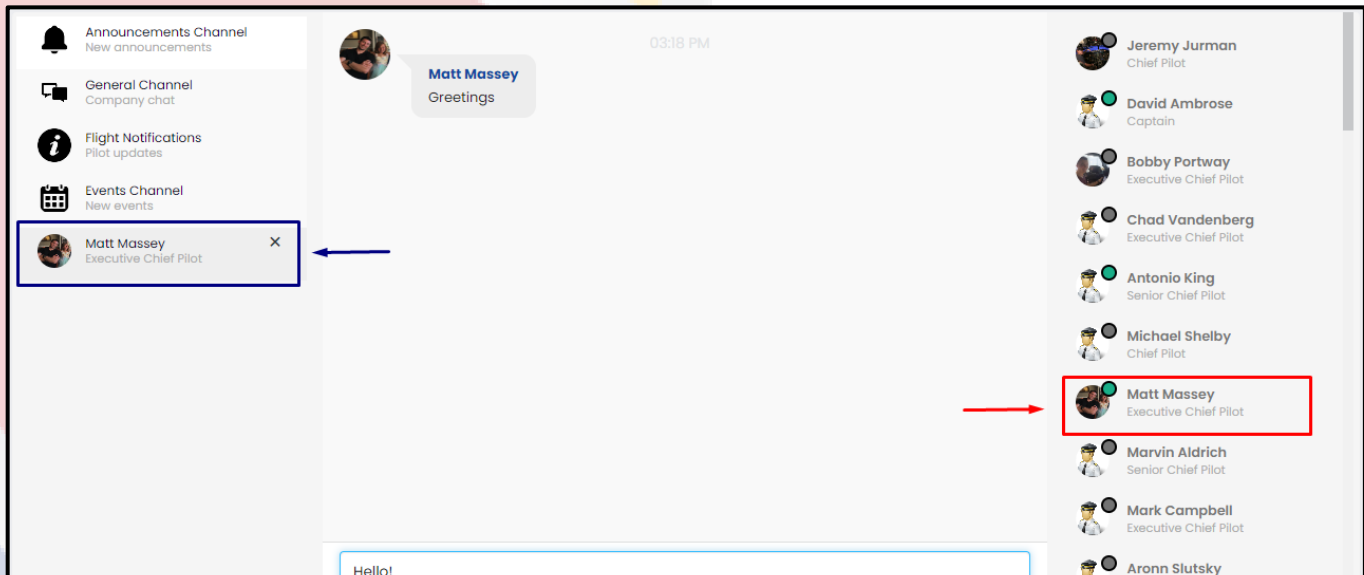 Announcements Channel
New announcements
General Channel
Company chat
Flight Notifications
Pilot updates
Events Channel
New events
Matt Massey
Executive Chief Pilot
03:18 PM
Matt Massey
Greetings
Hello!
Jeremy Jurman
Chief Pilot
David Ambrose
Captain
Bobby Portway
Executive Chief Pilot
Chad Vandenberg
Executive Chief Pilot
Antonio King
Senior Chief Pilot
Michael Shelby
Chief Pilot
Matt Massey
Executive Chief Pilot
Marvin Aldrich
Senior Chief Pilot
Mark Campbell
Executive Chief Pilot
Aronn Slutsky